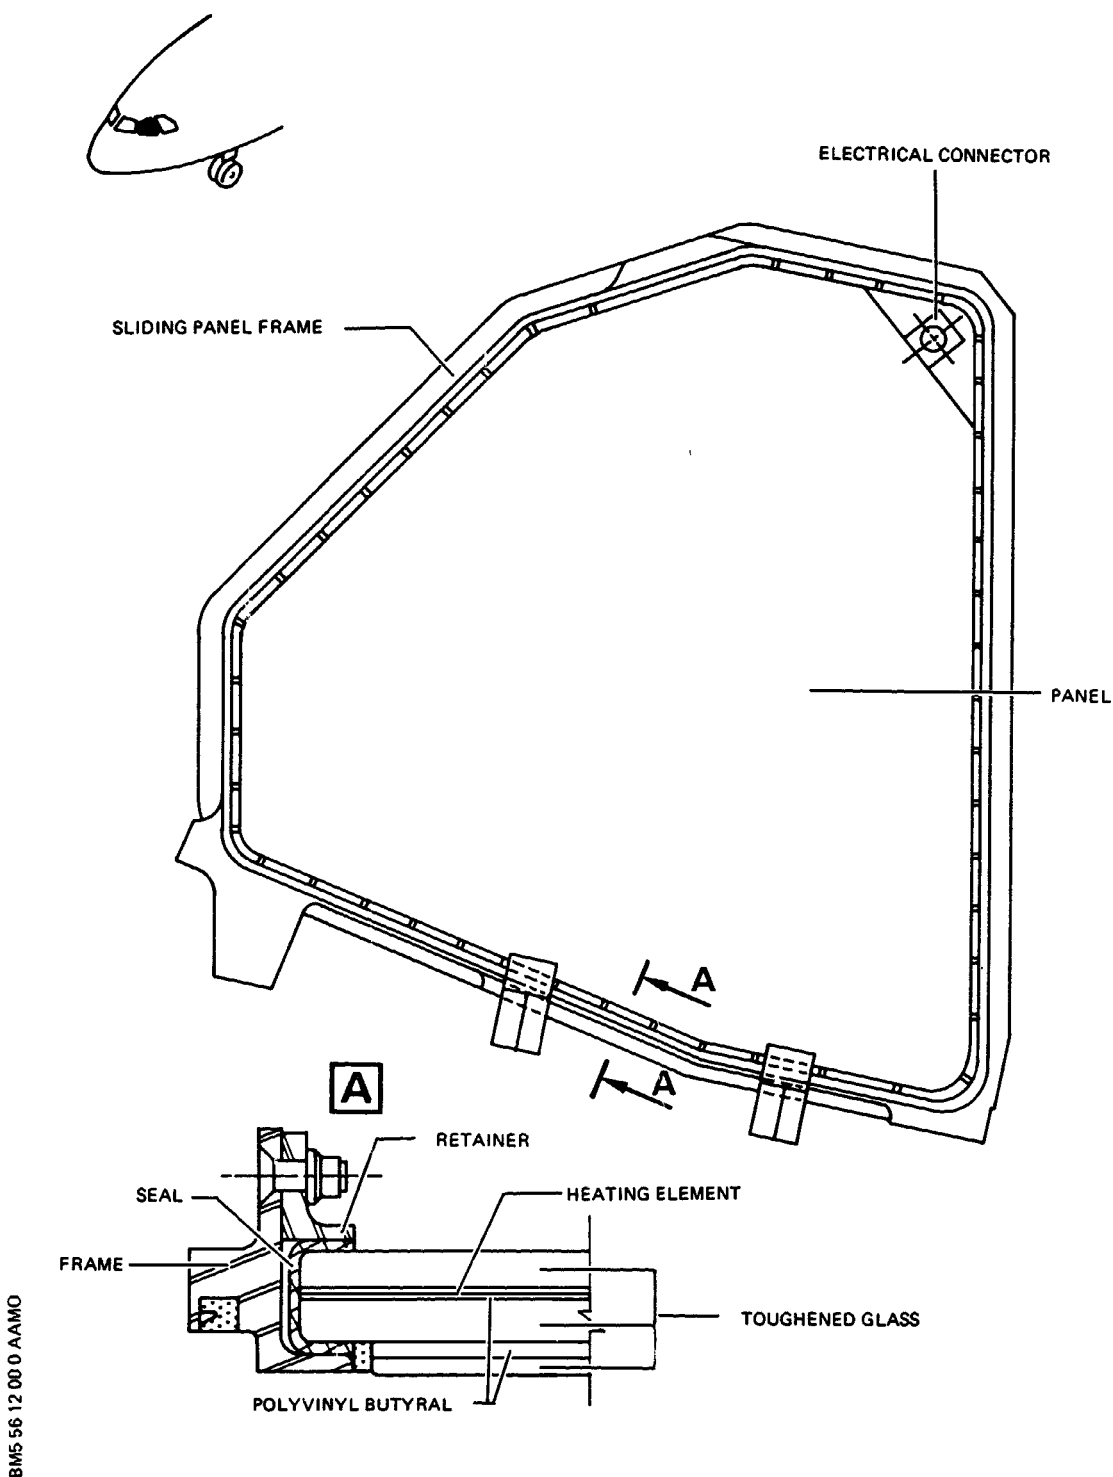 ELECTRICAL CONNECTOR
SLIDING PANEL FRAME
PANEL
A
A
A
RETAINER
SEAL
HEATING ELEMENT
FRAME
TOUGHENED GLASS
POLYVINYL BUTYRAL
BM5 56 12 00 0 AAMO